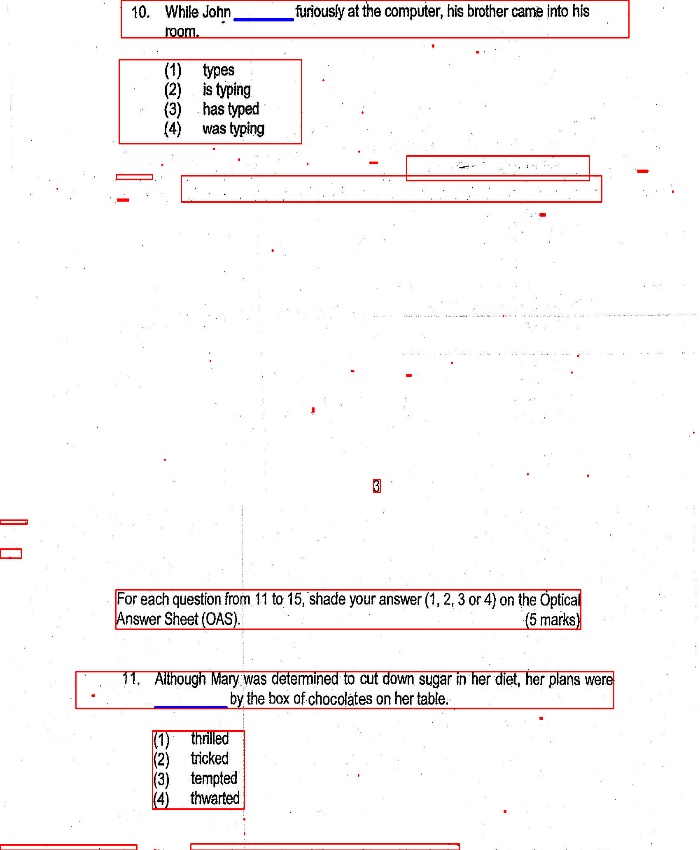 10. While John ________ furiously at the computer, his brother came into his
room.
(1) types
(2) is typing
(3) has typed
(4) was typing
3
For each question from 11 to 15, shade your answer (1, 2, 3 or 4) on the Optical
Answer Sheet (OAS). (5 marks)
11. Although Mary was determined to cut down sugar in her diet, her plans were
________ by the box of chocolates on her table.
(1) thrilled
(2) tricked
(3) tempted
(4) thwarted